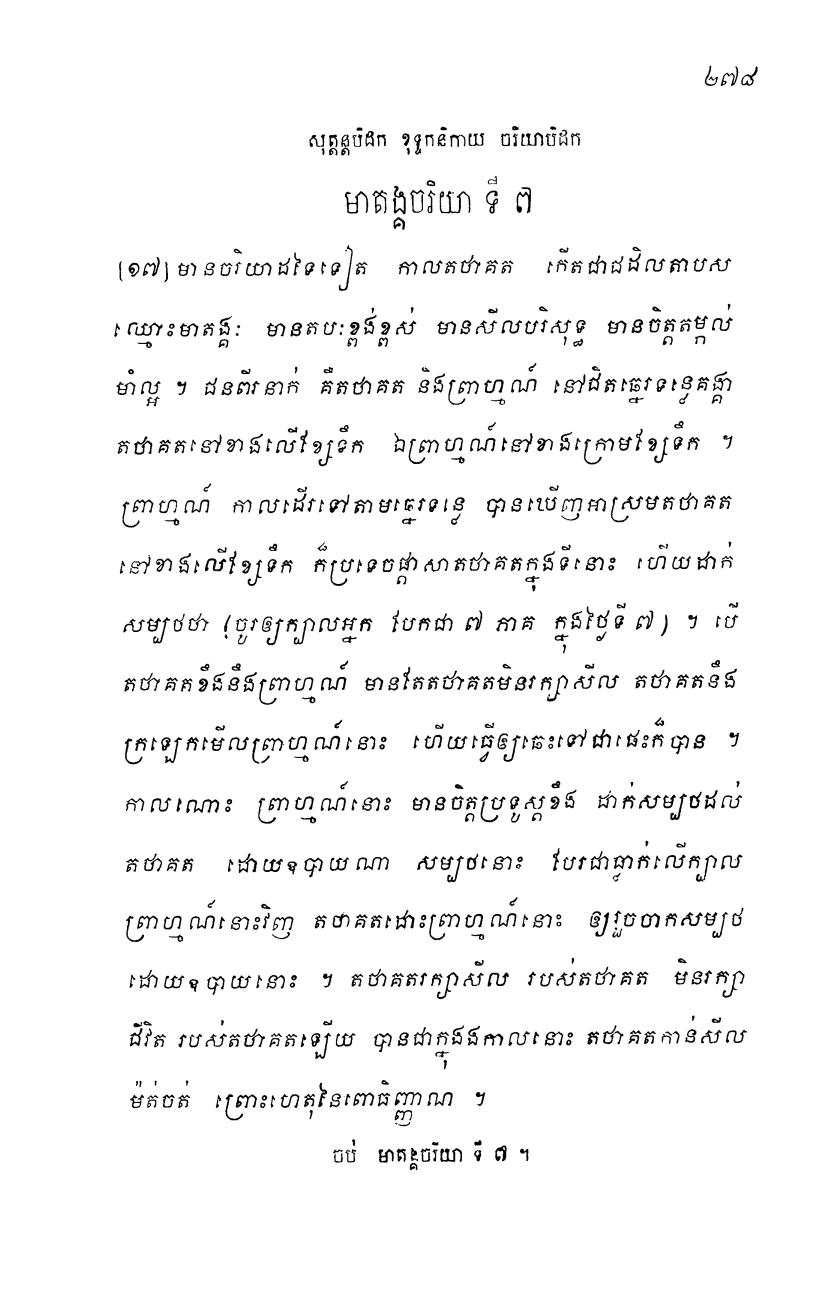 ២៧៨
សុត្តន្តបិដក ខុទ្ទកនិកាយ ចរិយាបិដក
មាតង្គចរិយា ទី ៧
[១៧] មានចរិយាដទៃទៀត កាលតថាគត កើតជាជដិលតាបស
ឈ្មោះមាតង្គៈ មានតបៈខ្ពង់ខ្ពស់ មានសីលបរិសុទ្ធ មានចិត្តតម្កល់
មាំល្អ ។ ជនពីរនាក់ គឺតថាគត និងព្រាហ្មណ៍ នៅជិតឆ្នេរទន្លេគង្គា
តថាគតនៅខាងលើខ្សែទឹក ឯព្រាហ្មណ៍នៅខាងក្រោមខ្សែទឹក ។
ព្រាហ្មណ៍ កាលដើរទៅតាមឆ្នេរទន្លេ បានឃើញអាស្រមតថាគត
នៅខាងលើខ្សែទឹក ក៏ប្រទេចផ្តាសាតថាគតក្នុងទីនោះ ហើយដាក់
សម្បថថា (ចូរឲ្យក្បាលអ្នក បែកជា ៧ ភាគ ក្នុងថ្ងៃទី ៧) ។ បើ
តថាគតខឹងនឹងព្រាហ្មណ៍ មានតែតថាគតមិនរក្សាសីល តថាគតនឹង
ក្រឡេកមើលព្រាហ្មណ៍នោះ ហើយធ្វើឲ្យឆេះទៅជាផេះក៏បាន ។
កាលណោះ ព្រាហ្មណ៍នោះ មានចិត្តប្រទូស្តខឹង ដាក់សម្បថដល់
តថាគត ដោយឧបាយណា សម្បថនោះ បែរជាធ្លាក់លើក្បាល
ព្រាហ្មណ៍នោះវិញ តថាគតដោះព្រាហ្មណ៍នោះ ឲ្យរួចចាកសម្បថ
ដោយឧបាយនោះ ។ តថាគតរក្សាសីល របស់តថាគត មិនរក្សា
ជីវិត របស់តថាគតឡើយ បានជាក្នុងងកាលនោះ តថាគតកាន់សីល
ម៉ត់ចត់ ព្រោះហេតុនៃពោធិញ្ញាណ ។
ចប់ មាតង្គចរិយា ទី ៧ ។